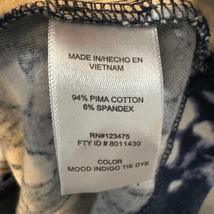 MADE IN/HECHO EN
VIETNAM
94% PIMA COTTON
6% SPANDEX
RN#123475
FTY ID # 8011430
COLOR
MOOD INDIGO TIE DYE